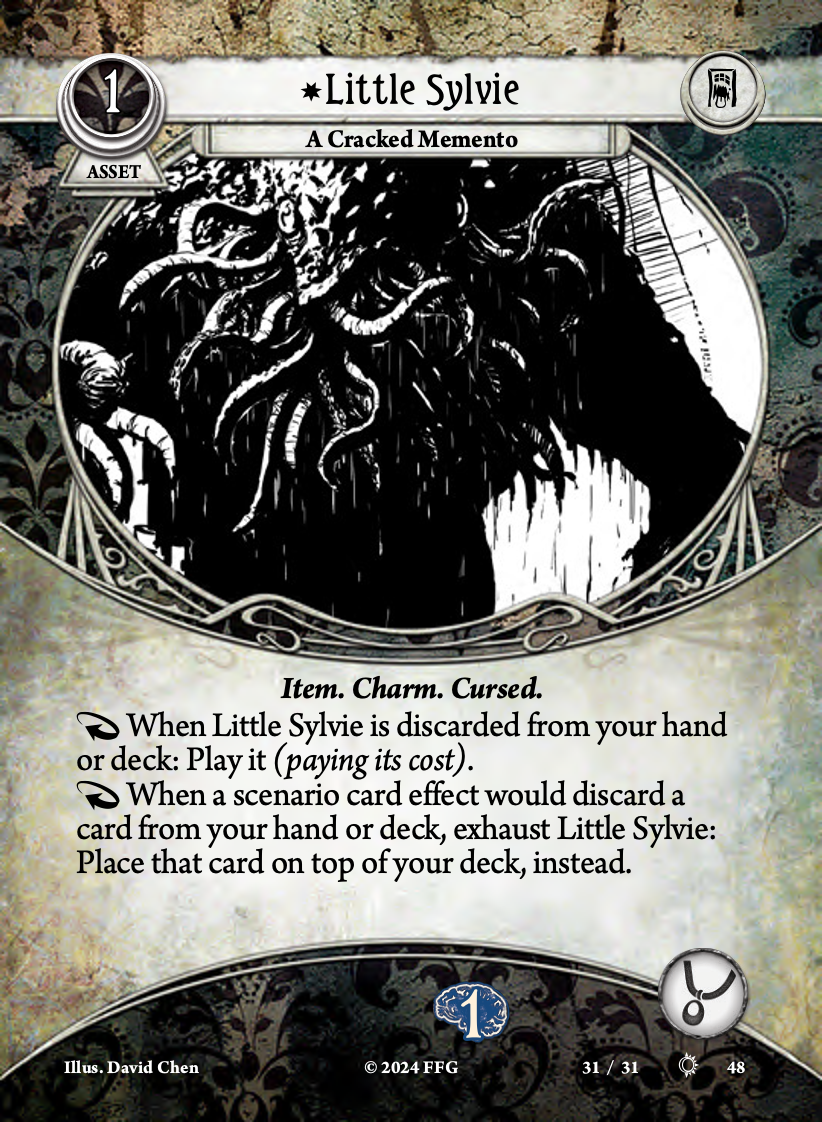 1
Little Sylvie
ASSET
A Cracked Memento
Item. Charm. Cursed.
When Little Sylvie is discarded from your hand
or deck: Play it (paying its cost).
When a scenario card effect would discard a
card from your hand or deck, exhaust Little Sylvie:
Place that card on top of your deck, instead.
1
Illus. David Chen © 2024 FFG 31 / 31 48